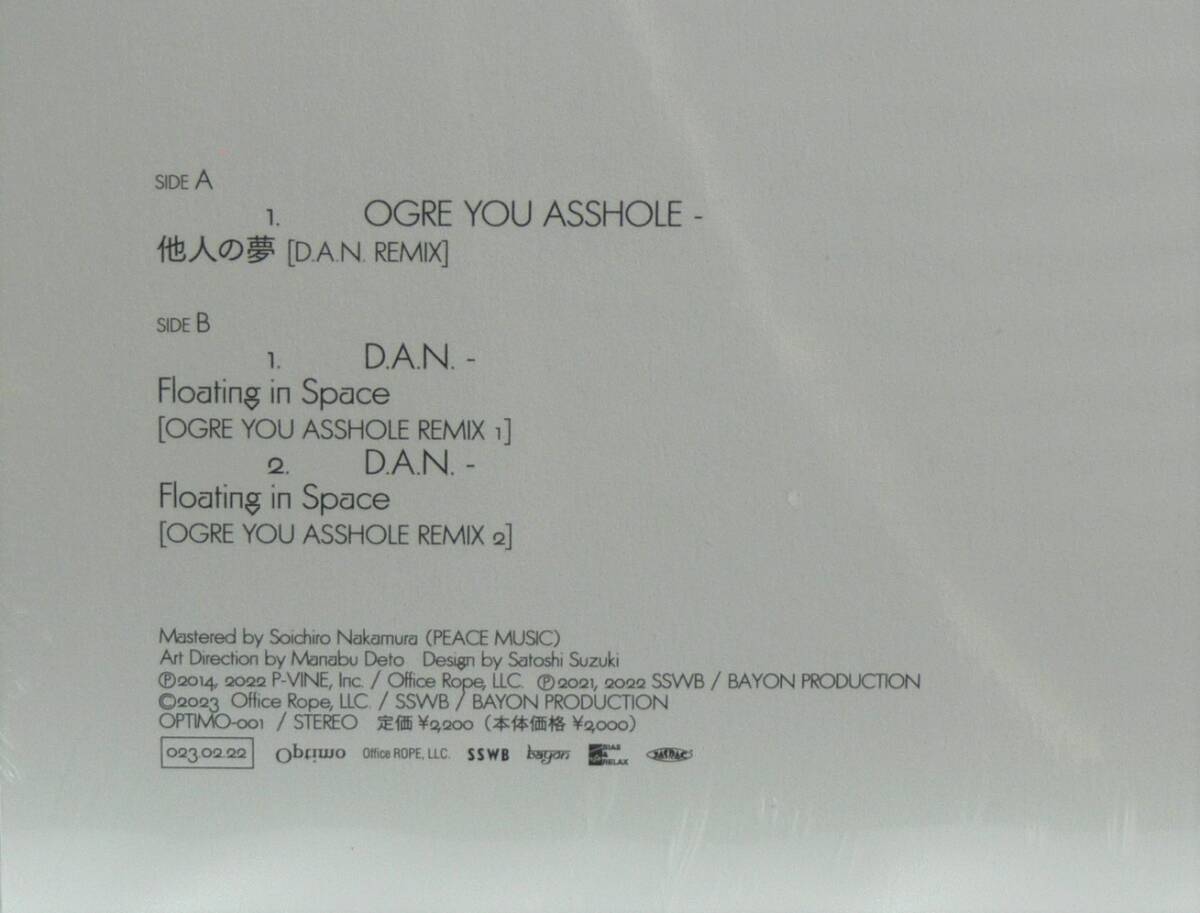 SIDE A
1. OGRE YOU ASSHOLE -
他人の夢 [D.A.N. REMIX]
SIDE B
1. D.A.N. -
Floating in Space
[OGRE YOU ASSHOLE REMIX 1]
2. D.A.N. -
Floating in Space
[OGRE YOU ASSHOLE REMIX 2]
Mastered by Soichiro Nakamura (PEACE MUSIC)
Art Direction by Manabu Deto Design by Satoshi Suzuki
℗2014, 2022 P-VINE, Inc. / Office Rope, LLC. ℗2021, 2022 SSWB / BAYON PRODUCTION
©2023 Office Rope, LLC. / SSWB / BAYON PRODUCTION
OPTIMO-001 / STEREO 定価 ¥2,200 (本体価格 ¥2,000)
023.02.22 Office ROPE, LLC. SSWB bayon RELAX JASRAC